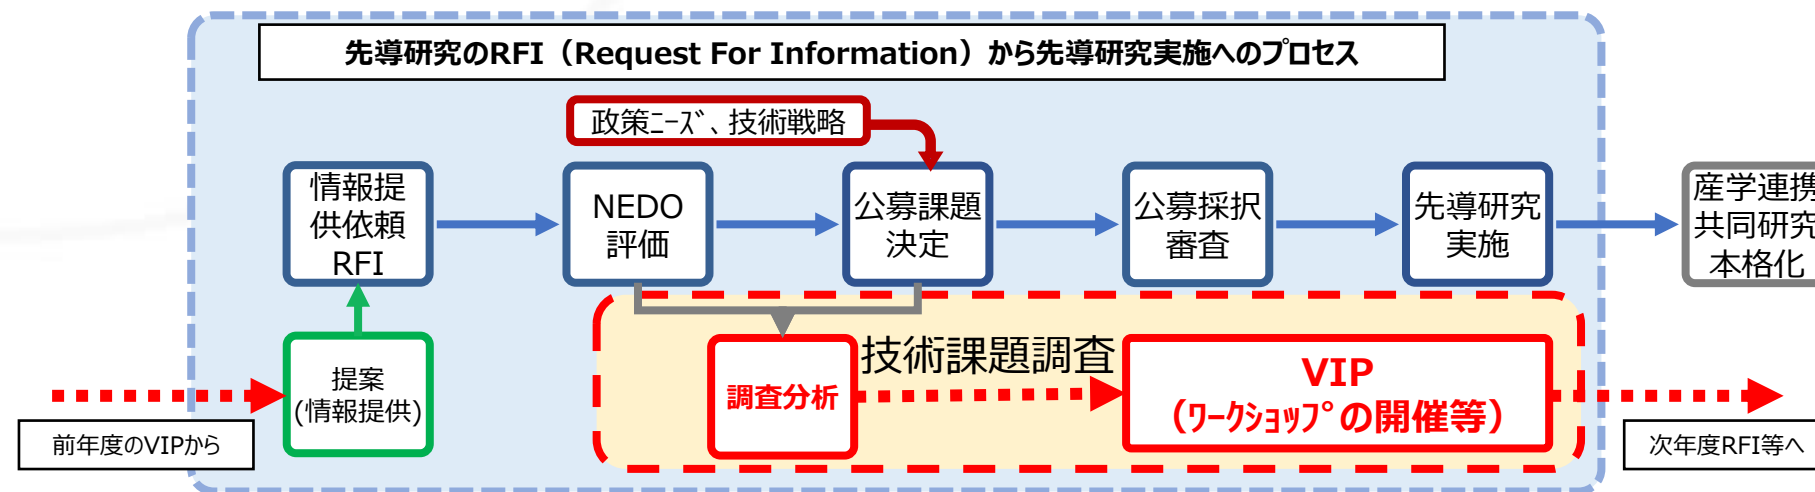 先導研究のRFI（Request For Information）から先導研究実施へのプロセス
政策ﾆｰｽﾞ、技術戦略
情報提
供依頼
RFI
NEDO
評価
公募課題
決定
公募採択
審査
先導研究
実施
産学連携
共同研究
本格化
提案
(情報提供)
技術課題調査
調査分析
VIP
（ﾜｰｸｼｮｯﾌﾟの開催等）
前年度のVIPから
次年度RFI等へ